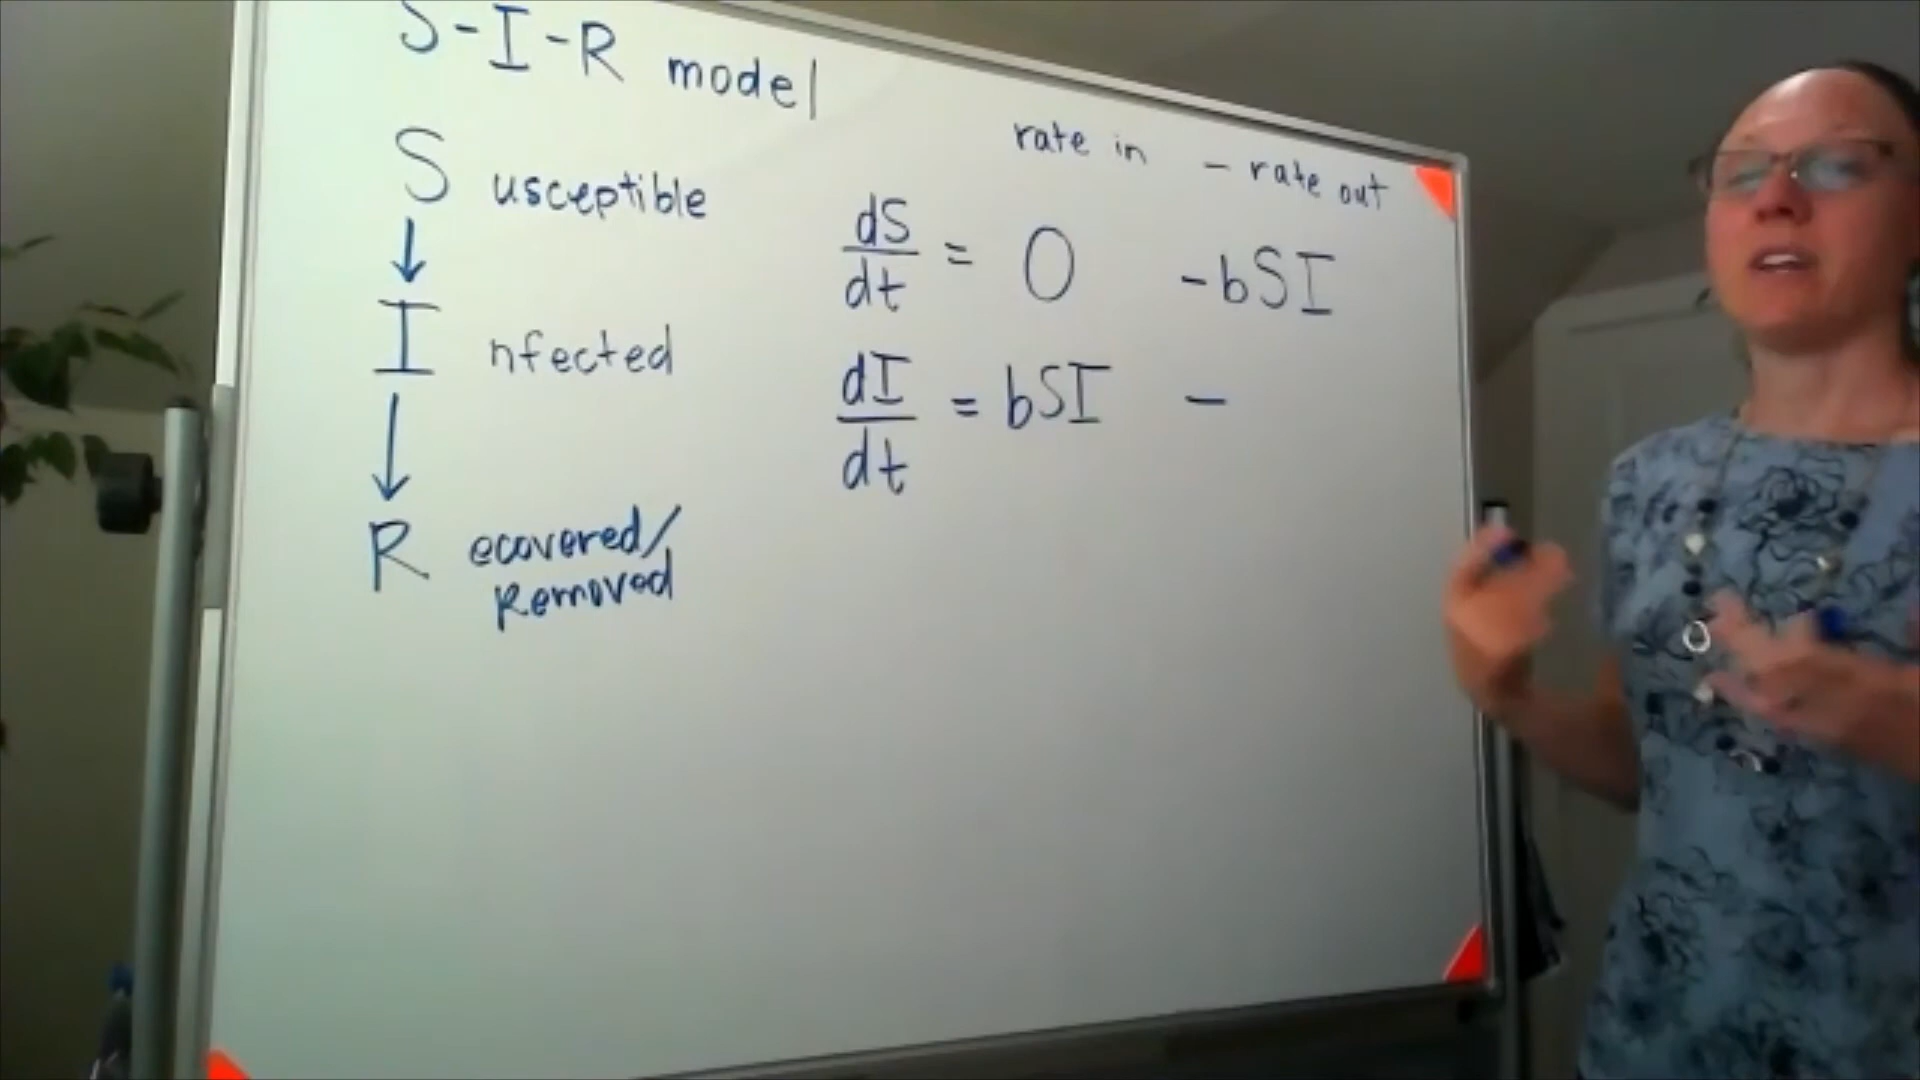 S-I-R model
S usceptible
I nfected
R ecovered/
Removed
rate in - rate out
dS/dt = 0 -bSI
dI/dt = bSI -